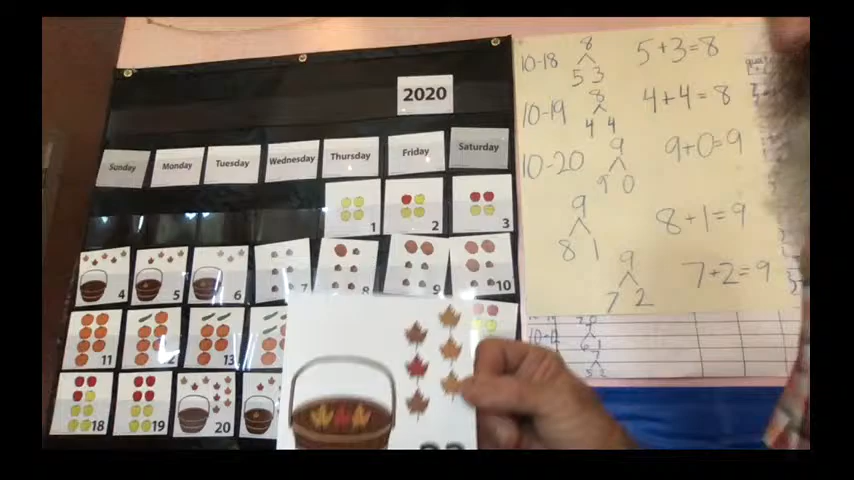 2020
Sunday Monday Tuesday Wednesday Thursday Friday Saturday
1 2 3
4 5 6 7 8 9 10
11 2 13
18 19 20
10-18 8 5+3=8
5 3
10-19 8 4+4=8
4 4
10-20 9 9+0=9
9 0
9 8+1=9
8 1
9 7+2=9
7 2